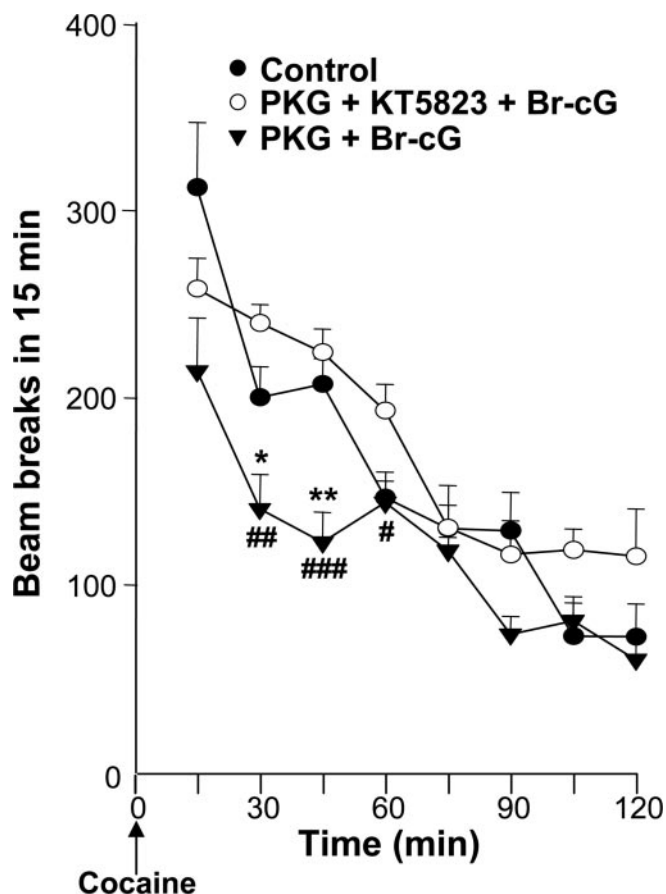 400
Control
PKG + KT5823 + Br-cG
PKG + Br-cG
300
200
100
0
Beam breaks in 15 min
*
##
**
###
#
0 30 60 90 120
Time (min)
Cocaine